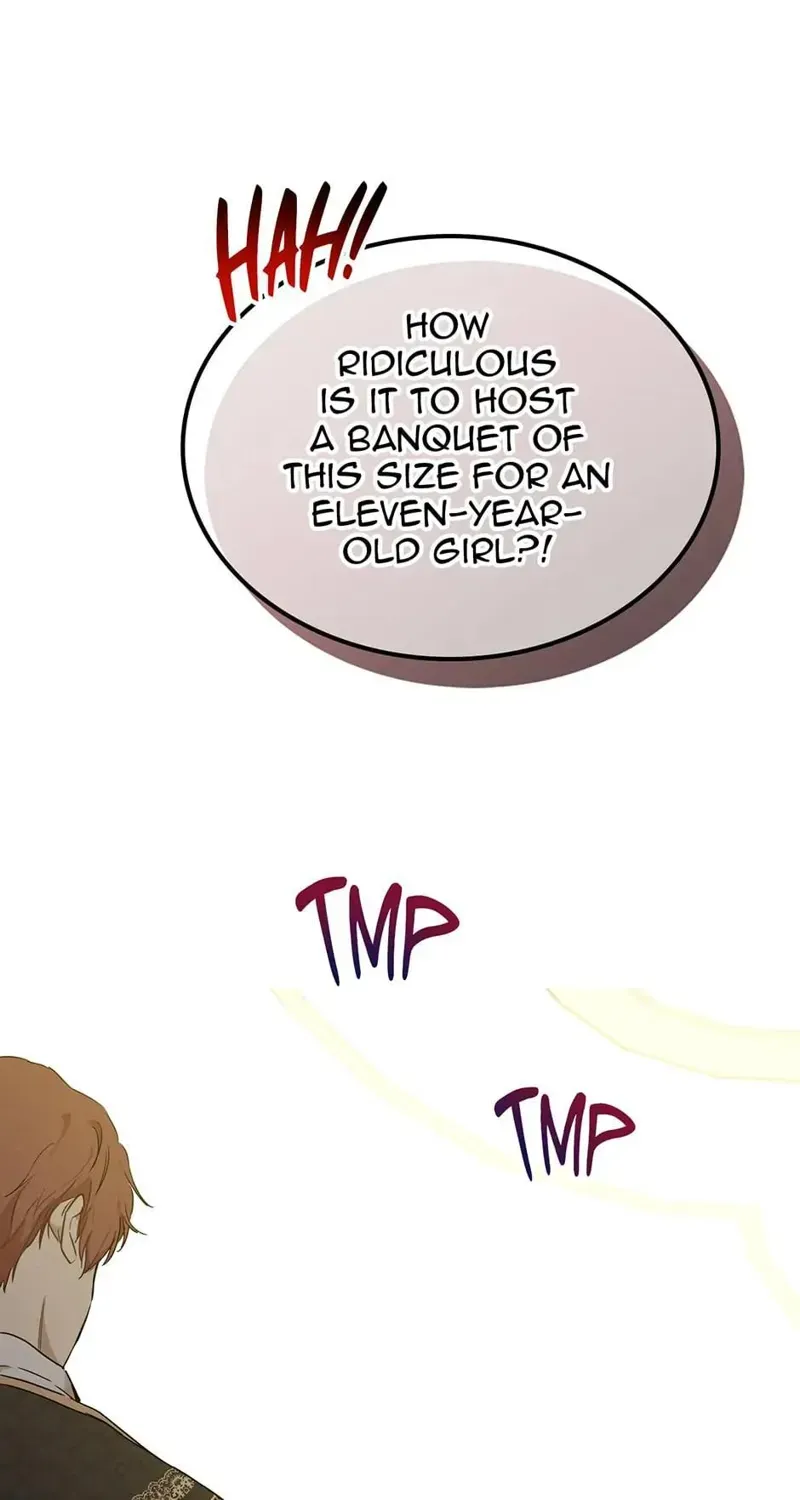 HAH!
HOW
RIDICULOUS
IS IT TO HOST
A BANQUET OF
THIS SIZE FOR AN
ELEVEN-YEAR-
OLD GIRL?!
TMP
TMP